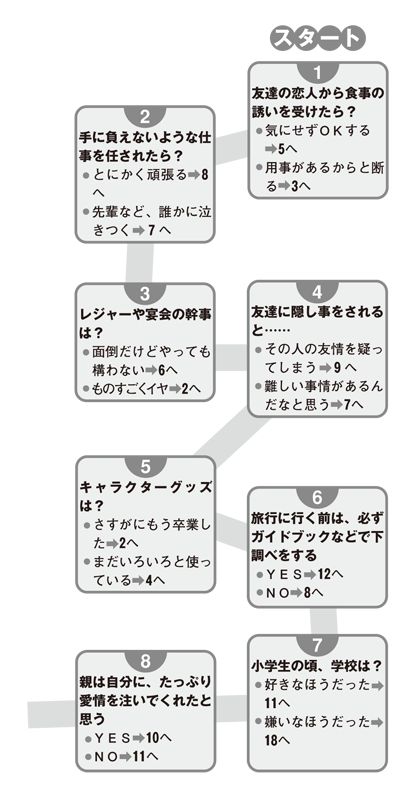 スタート
1
友達の恋人から食事の
誘いを受けたら？
●気にせずＯＫする
➡5へ
●用事があるからと断
る➡3へ
2
手に負えないような仕
事を任されたら？
●とにかく頑張る➡8
へ
●先輩など、誰かに泣
きつく➡７へ
3
レジャーや宴会の幹事
は？
●面倒だけどやっても
構わない➡6へ
●ものすごくイヤ➡2へ
4
友達に隠し事をされる
と……
●その人の友情を疑っ
てしまう➡９へ
●難しい事情があるん
だなと思う➡7へ
5
キャラクターグッズ
は？
●さすがにもう卒業し
た➡2へ
●まだいろいろと使っ
ている➡4へ
6
旅行に行く前は、必ず
ガイドブックなどで下
調べをする
●ＹＥＳ➡12へ
●ＮＯ➡8へ
7
小学生の頃、学校は？
●好きなほうだった➡
11へ
●嫌いなほうだった➡
18へ
8
親は自分に、たっぷり
愛情を注いでくれたと
思う
●ＹＥＳ➡10へ
●ＮＯ➡11へ